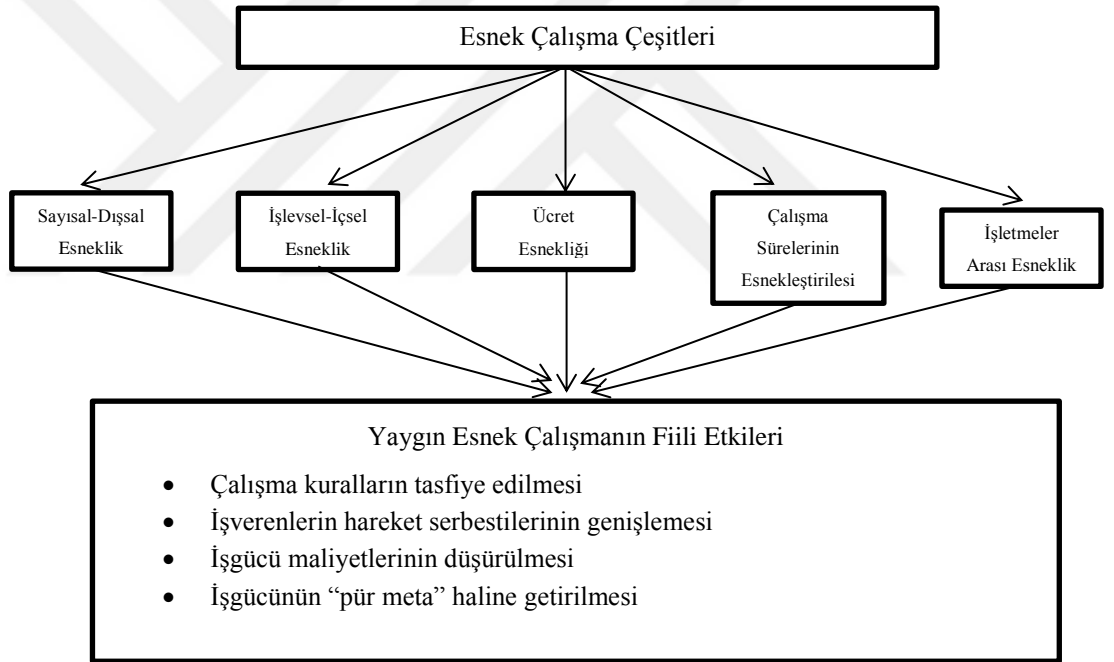 Esnek Çalışma Çeşitleri
Sayısal-Dışsal
Esneklik
İşlevsel-İçsel
Esneklik
Ücret
Esnekliği
Çalışma
Sürelerinin
Esnekleştirilesi
İşletmeler
Arası Esneklik
Yaygın Esnek Çalışmanın Fiili Etkileri
• Çalışma kuralların tasfiye edilmesi
• İşverenlerin hareket serbestilerinin genişlemesi
• İşgücü maliyetlerinin düşürülmesi
• İşgücünün “pür meta” haline getirilmesi